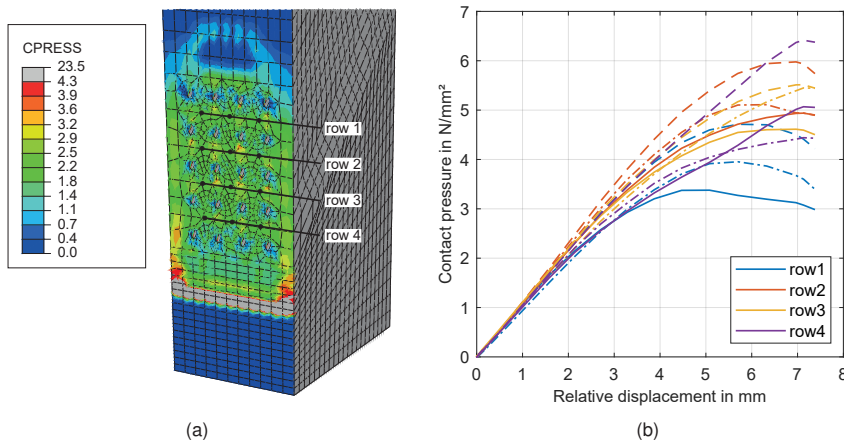 CPRESS
23.5
4.3
3.9
3.6
3.2
2.9
2.5
2.2
1.8
1.4
1.1
0.7
0.4
0.0
row 1
row 2
row 3
row 4
(a)
Contact pressure in N/mm²
7
6
5
4
3
2
1
0
0 1 2 3 4 5 6 7 8
Relative displacement in mm
row1
row2
row3
row4
(b)